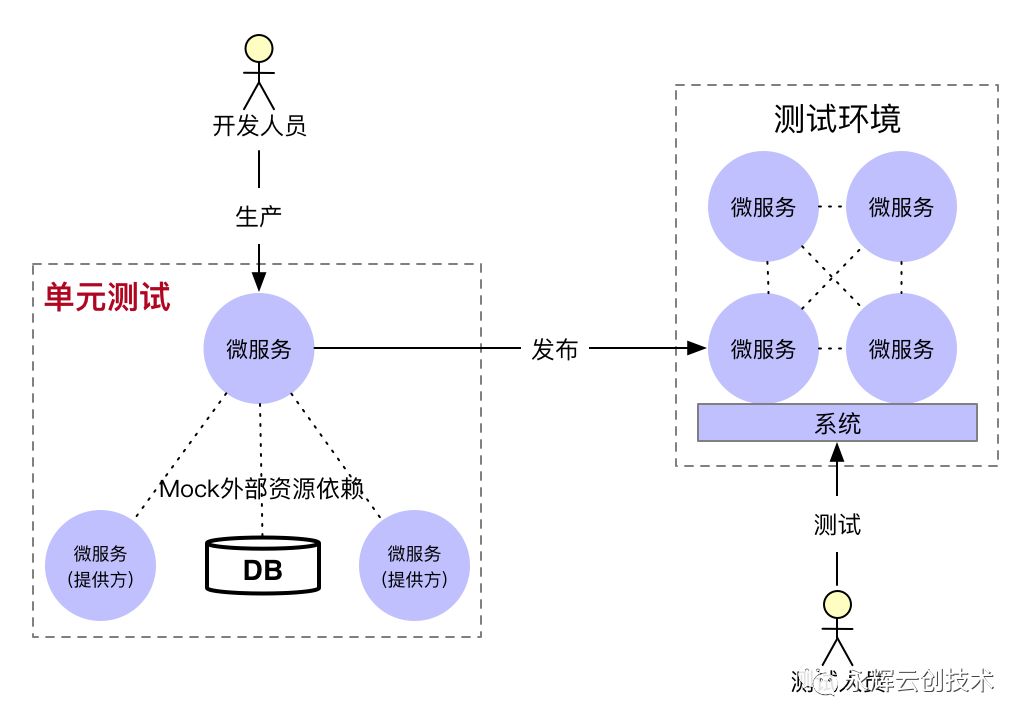 开发人员
生产
单元测试
微服务
Mock外部资源依赖
微服务
(提供方)
DB
微服务
(提供方)
发布
测试环境
微服务
微服务
微服务
微服务
系统
测试
测试人员
永辉云创技术